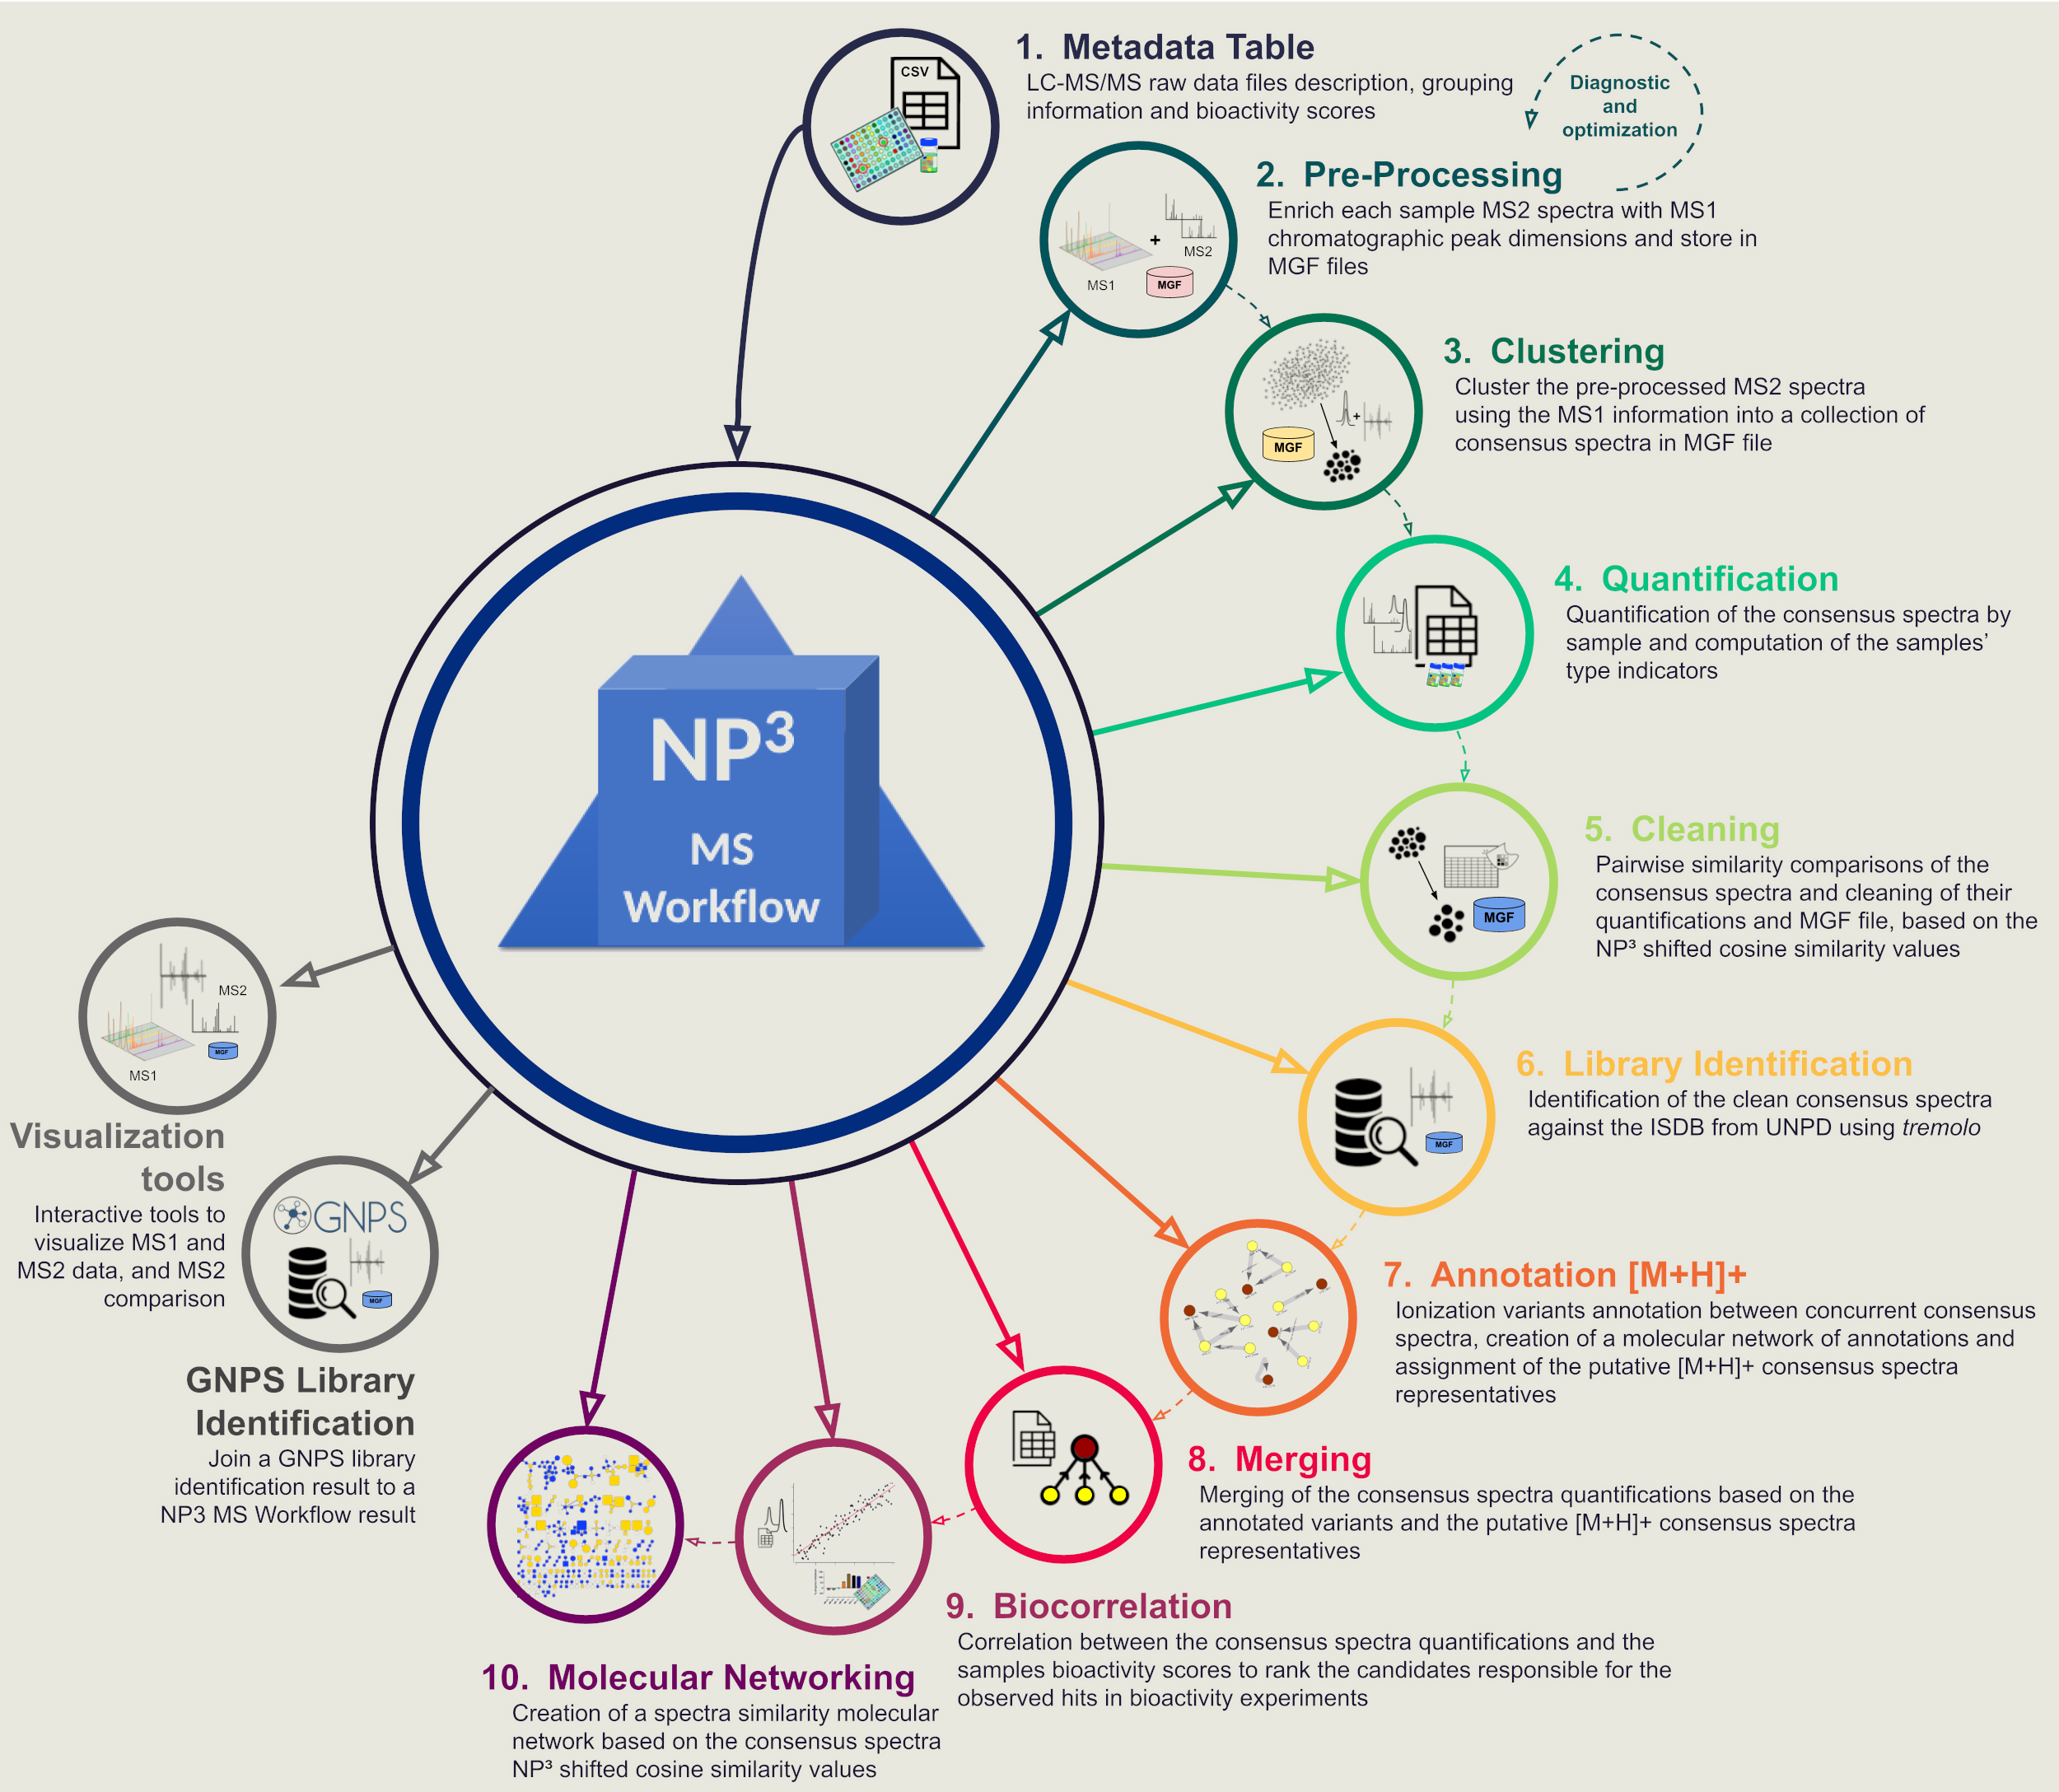 CSV
1. Metadata Table
LC-MS/MS raw data files description, grouping
information and bioactivity scores
Diagnostic
and
optimization
2. Pre-Processing
Enrich each sample MS2 spectra with MS1
chromatographic peak dimensions and store in
MGF files
+
MS2
MS1
MGF
3. Clustering
Cluster the pre-processed MS2 spectra
using the MS1 information into a collection of
consensus spectra in MGF file
+
MGF
4. Quantification
Quantification of the consensus spectra by
sample and computation of the samples’
type indicators
NP³
MS
Workflow
5. Cleaning
Pairwise similarity comparisons of the
consensus spectra and cleaning of their
quantifications and MGF file, based on the
NP³ shifted cosine similarity values
MGF
6. Library Identification
Identification of the clean consensus spectra
against the ISDB from UNPD using tremolo
MGF
7. Annotation [M+H]+
Ionization variants annotation between concurrent consensus
spectra, creation of a molecular network of annotations and
assignment of the putative [M+H]+ consensus spectra
representatives
8. Merging
Merging of the consensus spectra quantifications based on the
annotated variants and the putative [M+H]+ consensus spectra
representatives
9. Biocorrelation
Correlation between the consensus spectra quantifications and the
samples bioactivity scores to rank the candidates responsible for the
observed hits in bioactivity experiments
10. Molecular Networking
Creation of a spectra similarity molecular
network based on the consensus spectra
NP³ shifted cosine similarity values
GNPS
MGF
GNPS Library
Identification
Join a GNPS library
identification result to a
NP3 MS Workflow result
MS2
MS1
MGF
Visualization
tools
Interactive tools to
visualize MS1 and
MS2 data, and MS2
comparison